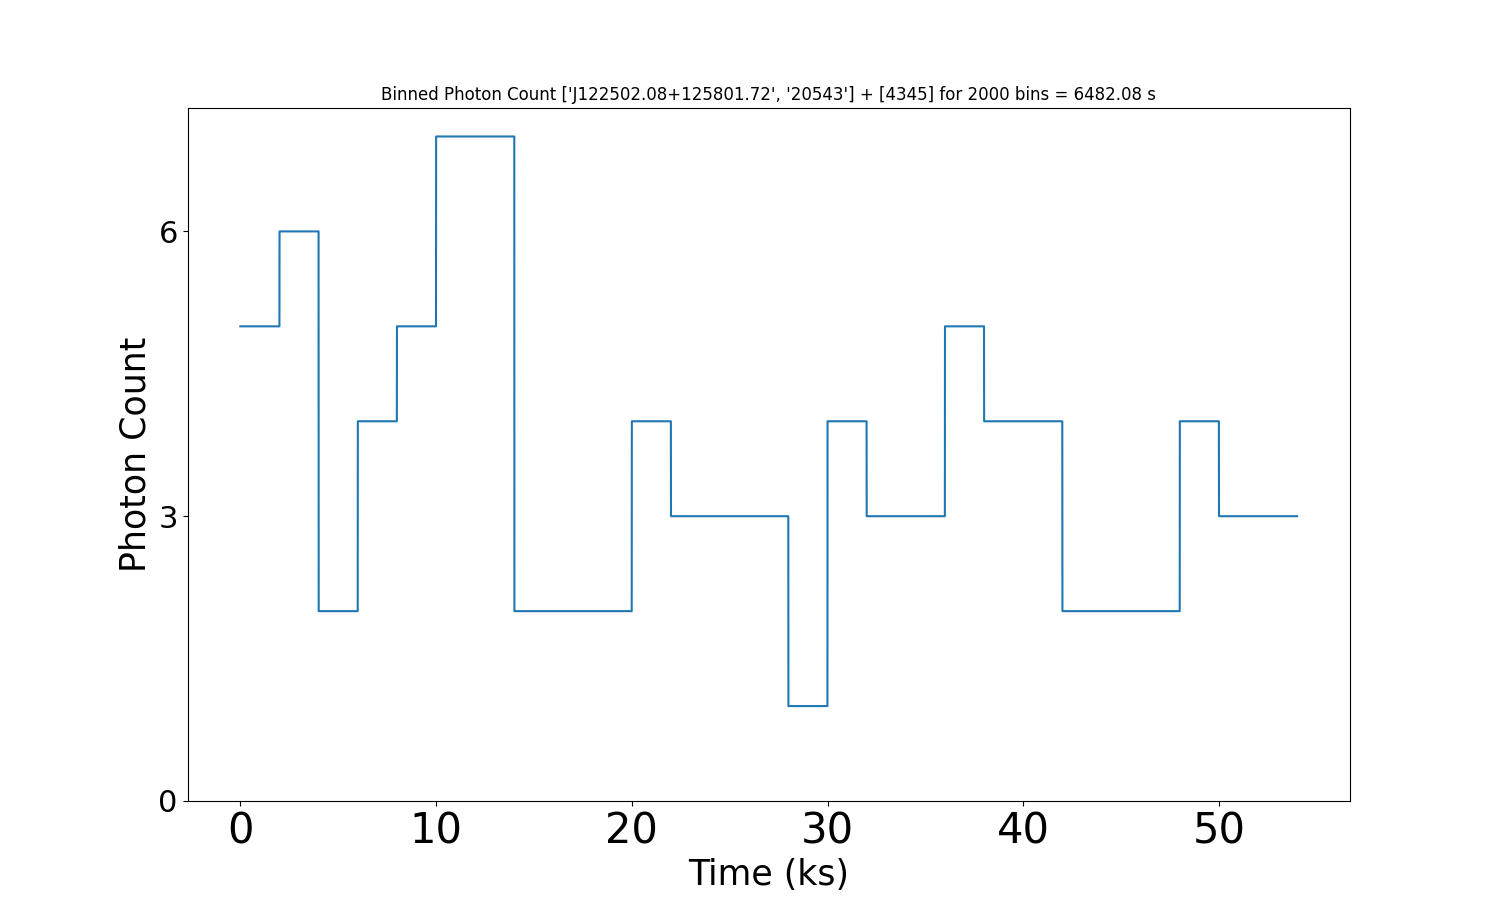 Binned Photon Count ['J122502.08+125801.72', '20543'] + [4345] for 2000 bins = 6482.08 s
6
3
0
Photon Count
0 10 20 30 40 50
Time (ks)